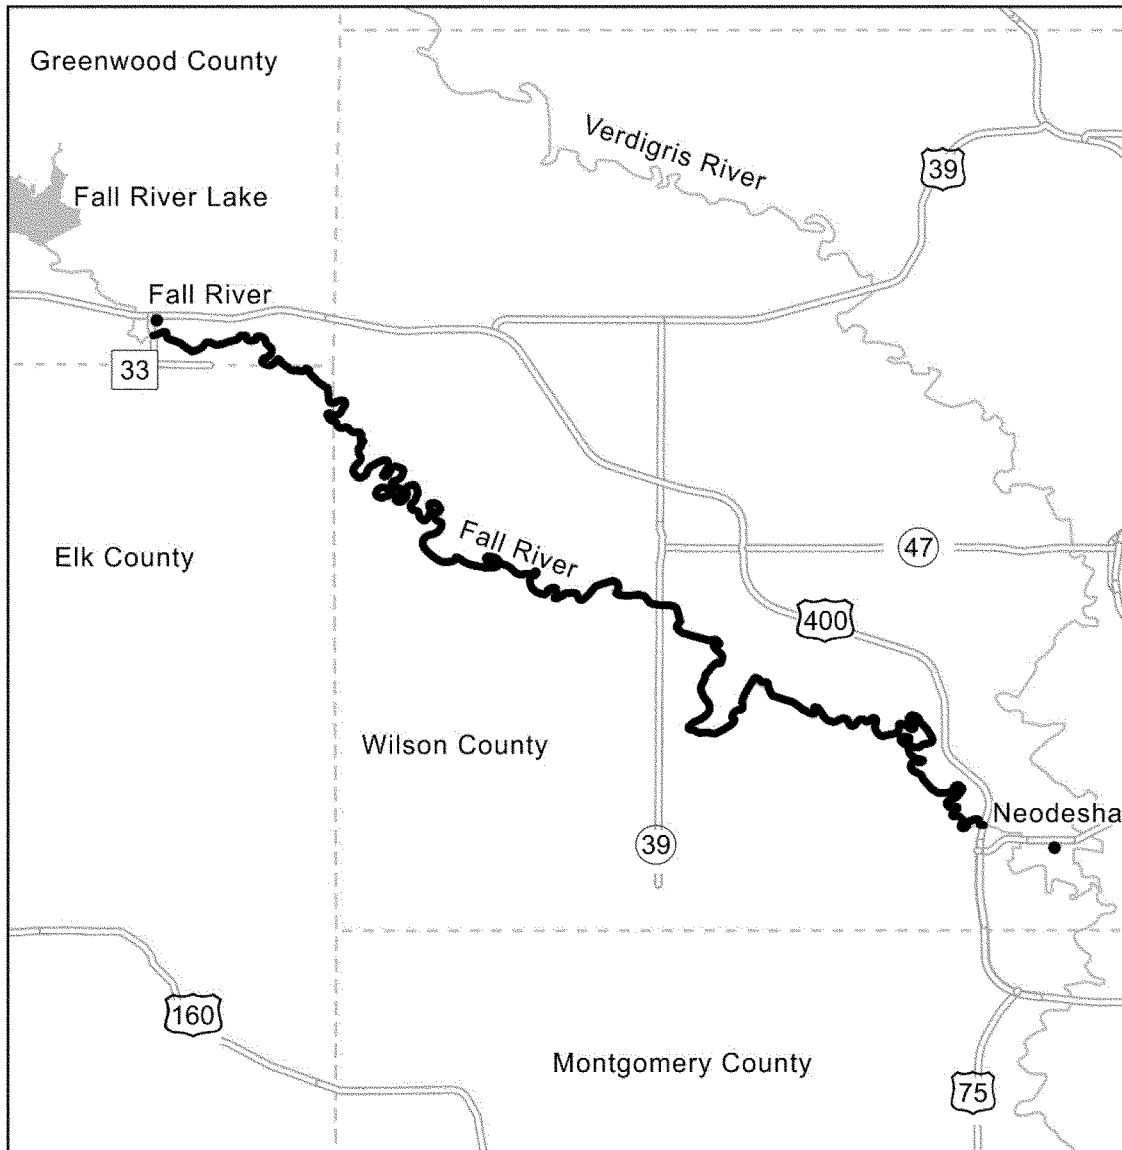 Greenwood County
Verdigris River
39
Fall River Lake
Fall River
33
Fall River
Elk County
47
400
Wilson County
Neodesha
39
160
Montgomery County
75